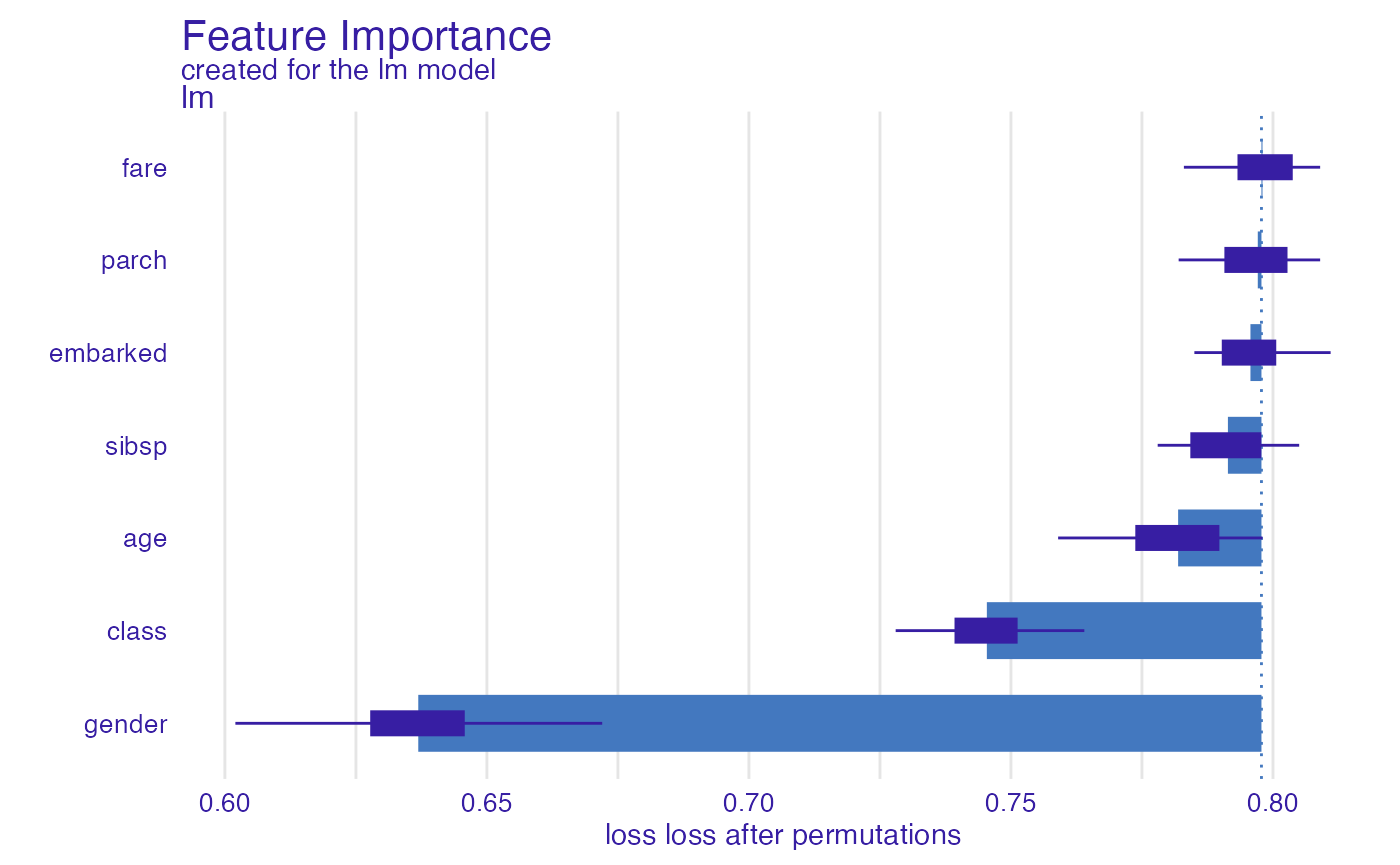 Feature Importance
created for the lm model
lm
fare
parch
embarked
sibsp
age
class
gender
0.60 0.65 0.70 0.75 0.80
loss loss after permutations